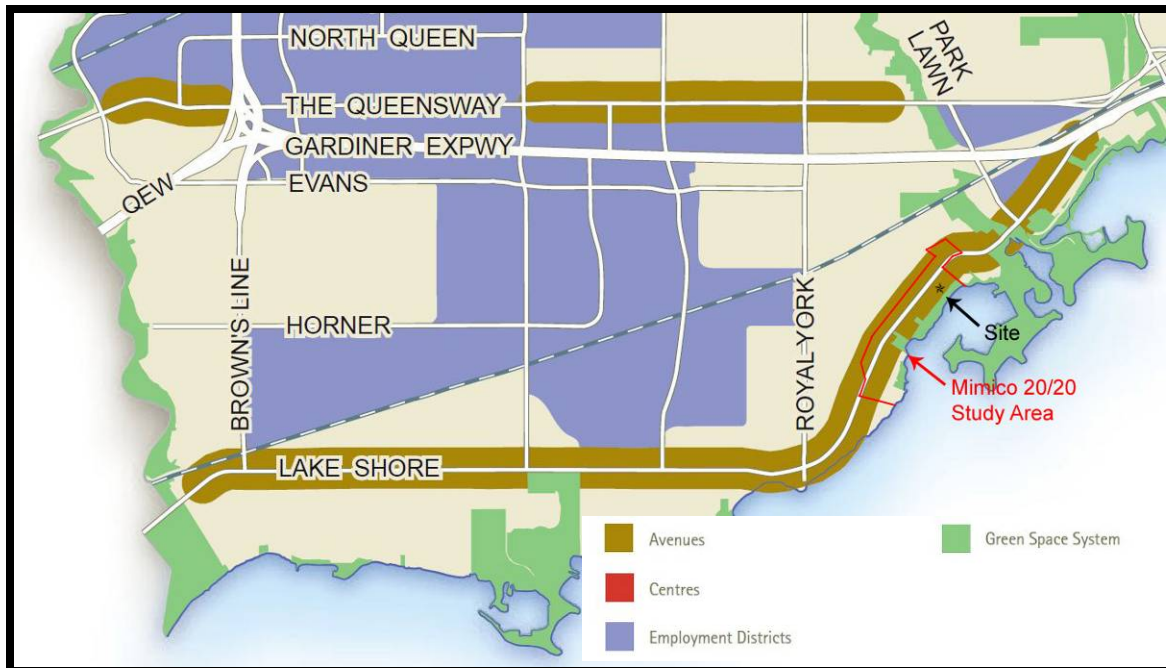 NORTH QUEEN
PARK
LAWN
THE QUEENSWAY
GARDINER EXPWY
QEW
EVANS
BROWN'S LINE
HORNER
ROYAL YORK
Site
Mimico 20/20
Study Area
LAKE SHORE
Avenues
Green Space System
Centres
Employment Districts